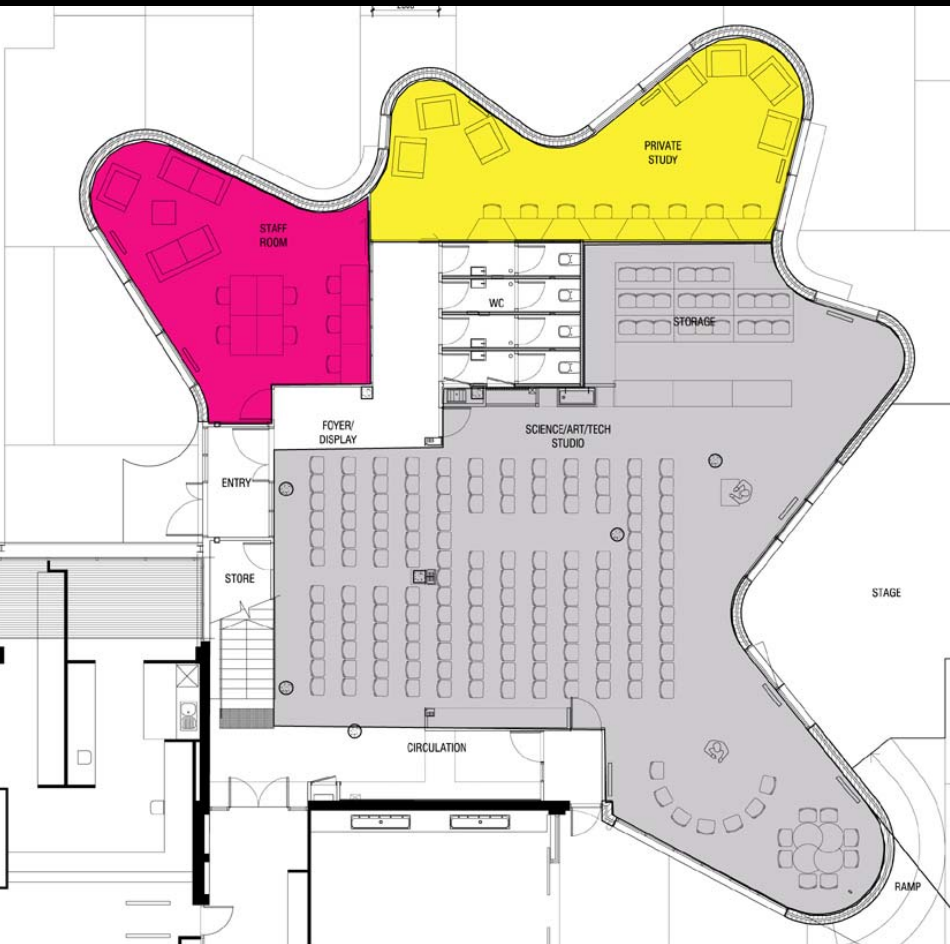 PRIVATE
STUDY
STAFF
ROOM
WC
STORAGE
FOYER/
DISPLAY
SCIENCE/ART/TECH
STUDIO
ENTRY
STORE
STAGE
CIRCULATION
RAMP